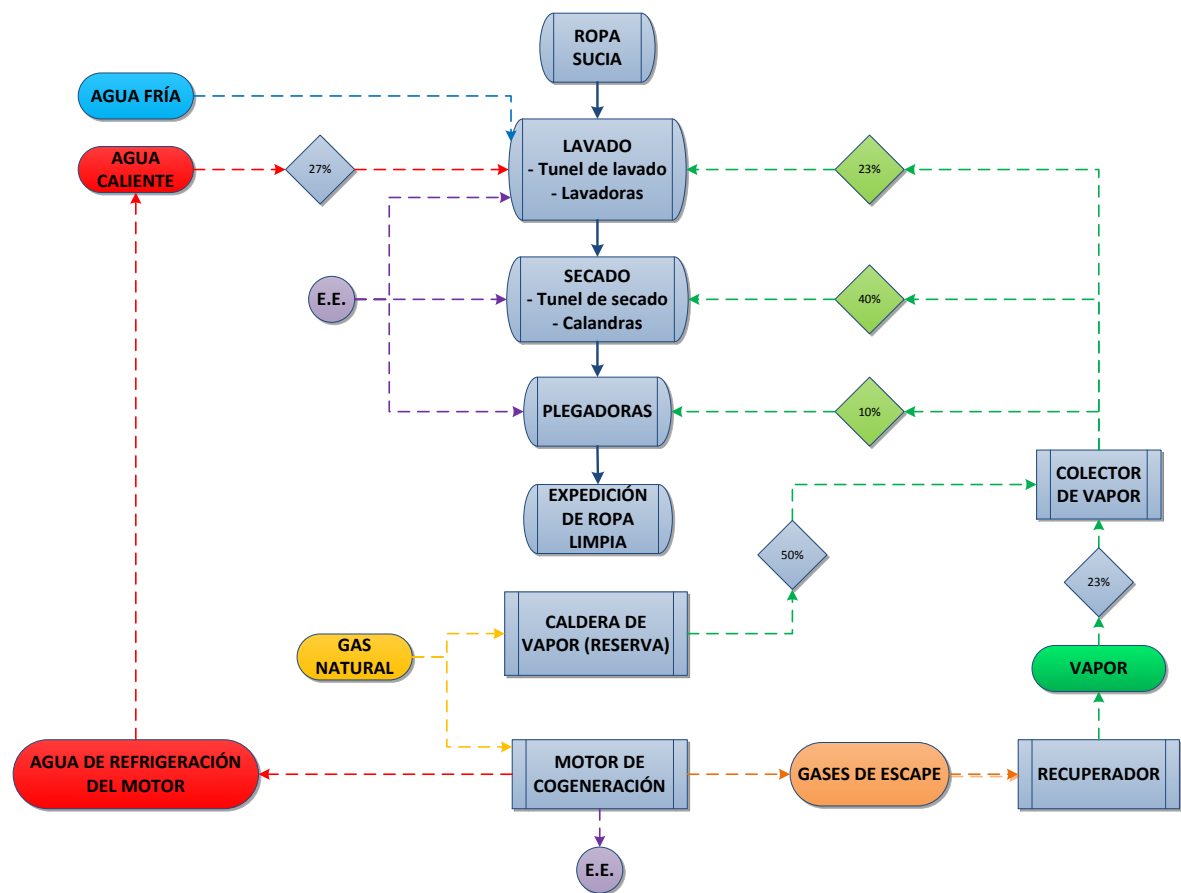 ROPA
SUCIA
AGUA FRÍA
LAVADO
- Tunel de lavado
- Lavadoras
AGUA
CALIENTE
27%
23%
E.E.
SECADO
- Tunel de secado
- Calandras
40%
PLEGADORAS
10%
EXPEDICIÓN
DE ROPA
LIMPIA
COLECTOR
DE VAPOR
50%
23%
CALDERA DE
VAPOR (RESERVA)
GAS
NATURAL
VAPOR
AGUA DE REFRIGERACIÓN
DEL MOTOR
MOTOR DE
COGENERACIÓN
GASES DE ESCAPE
RECUPERADOR
E.E.